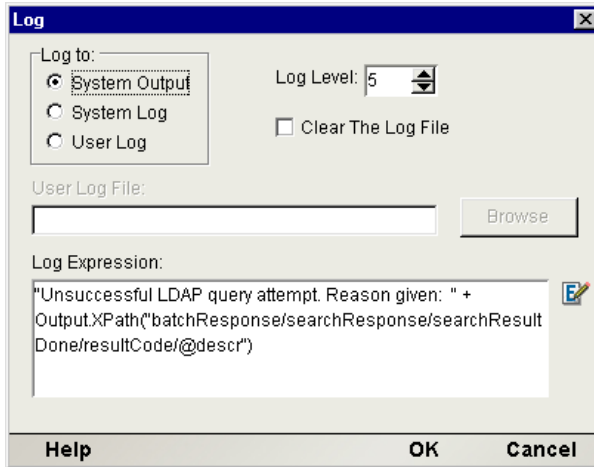 Log
Log to:
System Output
System Log
User Log
Log Level: 5
Clear The Log File
User Log File:
Browse
Log Expression:
"Unsuccessful LDAP query attempt. Reason given:  " +
Output.XPath("batchResponse/searchResponse/searchResult
Done/resultCode/@descr")
Help OK Cancel